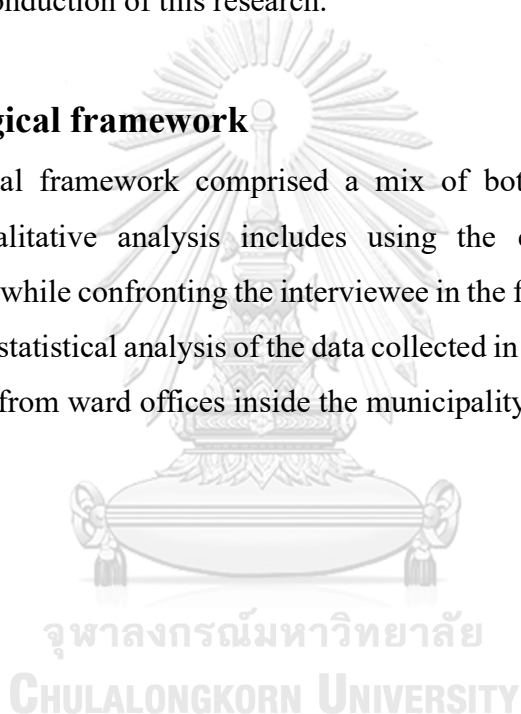 onduction of this research.
gical framework
al framework comprised a mix of bot
alitative analysis includes using the
while confronting the interviewee in the f
statistical analysis of the data collected in
from ward offices inside the municipality
จุฬาลงกรณ์มหาวิทยาลัย
CHULALONGKORN UNIVERSITY